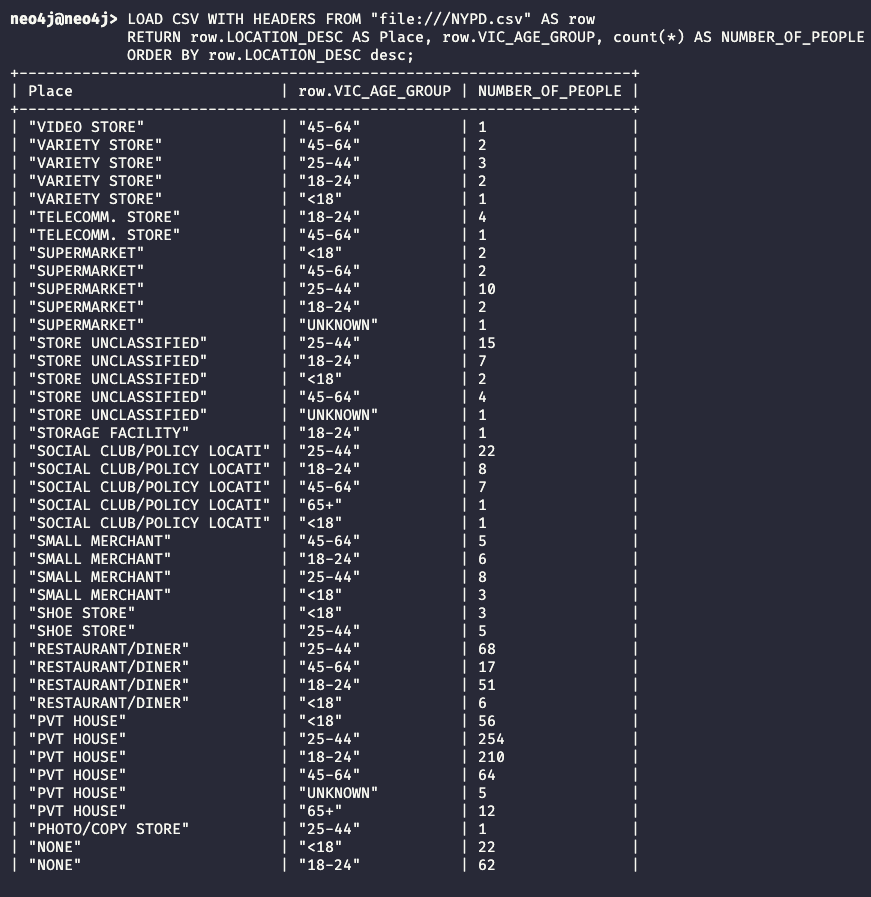 neo4j@neo4j> LOAD CSV WITH HEADERS FROM "file:///NYPD.csv" AS row
RETURN row.LOCATION_DESC AS Place, row.VIC_AGE_GROUP, count(*) AS NUMBER_OF_PEOPLE
ORDER BY row.LOCATION_DESC desc;
+--------------------------------------------------------------------+
| Place | row.VIC_AGE_GROUP | NUMBER_OF_PEOPLE |
+--------------------------------------------------------------------+
| "VIDEO STORE" | "45-64" | 1 |
| "VARIETY STORE" | "45-64" | 2 |
| "VARIETY STORE" | "25-44" | 3 |
| "VARIETY STORE" | "18-24" | 2 |
| "VARIETY STORE" | "<18" | 1 |
| "TELECOMM. STORE" | "18-24" | 4 |
| "TELECOMM. STORE" | "45-64" | 1 |
| "SUPERMARKET" | "<18" | 2 |
| "SUPERMARKET" | "45-64" | 2 |
| "SUPERMARKET" | "25-44" | 10 |
| "SUPERMARKET" | "18-24" | 2 |
| "SUPERMARKET" | "UNKNOWN" | 1 |
| "STORE UNCLASSIFIED" | "25-44" | 15 |
| "STORE UNCLASSIFIED" | "18-24" | 7 |
| "STORE UNCLASSIFIED" | "<18" | 2 |
| "STORE UNCLASSIFIED" | "45-64" | 4 |
| "STORE UNCLASSIFIED" | "UNKNOWN" | 1 |
| "STORAGE FACILITY" | "18-24" | 1 |
| "SOCIAL CLUB/POLICY LOCATI" | "25-44" | 22 |
| "SOCIAL CLUB/POLICY LOCATI" | "18-24" | 8 |
| "SOCIAL CLUB/POLICY LOCATI" | "45-64" | 7 |
| "SOCIAL CLUB/POLICY LOCATI" | "65+" | 1 |
| "SOCIAL CLUB/POLICY LOCATI" | "<18" | 1 |
| "SMALL MERCHANT" | "45-64" | 5 |
| "SMALL MERCHANT" | "18-24" | 6 |
| "SMALL MERCHANT" | "25-44" | 8 |
| "SMALL MERCHANT" | "<18" | 3 |
| "SHOE STORE" | "<18" | 3 |
| "SHOE STORE" | "25-44" | 5 |
| "RESTAURANT/DINER" | "25-44" | 68 |
| "RESTAURANT/DINER" | "45-64" | 17 |
| "RESTAURANT/DINER" | "18-24" | 51 |
| "RESTAURANT/DINER" | "<18" | 6 |
| "PVT HOUSE" | "<18" | 56 |
| "PVT HOUSE" | "25-44" | 254 |
| "PVT HOUSE" | "18-24" | 210 |
| "PVT HOUSE" | "45-64" | 64 |
| "PVT HOUSE" | "UNKNOWN" | 5 |
| "PVT HOUSE" | "65+" | 12 |
| "PHOTO/COPY STORE" | "25-44" | 1 |
| "NONE" | "<18" | 22 |
| "NONE" | "18-24" | 62 |